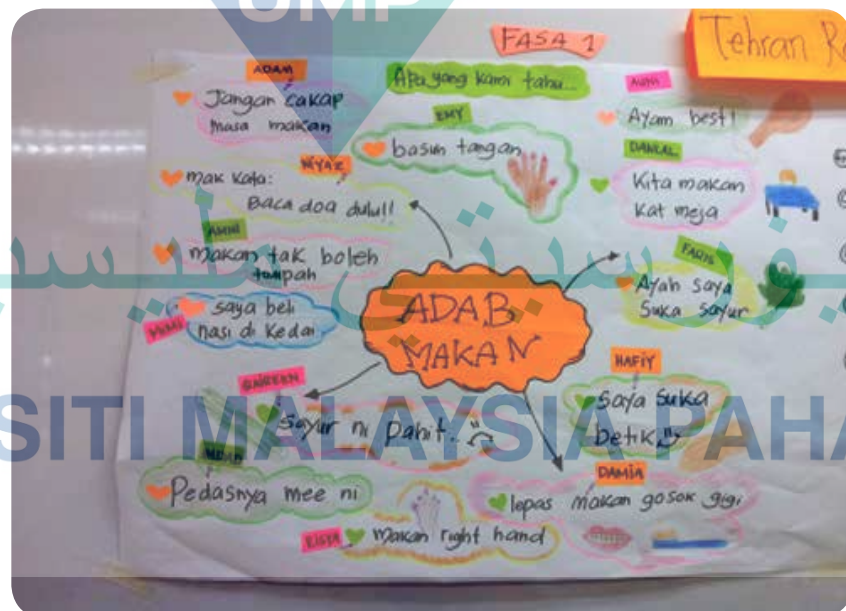 FASA 1
Tehran R
Apa yang kami tahu...
ADAM
Jangan cakap
masa makan
EMY
basuh tangan
AUNI
Ayam best!
DANIAL
Kita makan
kat meja
NIYAZ
mak kata:
Baca doa dulu!!
AMNI
makan tak boleh
tumpah
MIMI
saya beli
nasi di kedai
ADAB
MAKAN
FARIS
Ayah saya
suka sayur
HAFIY
saya suka
betik
Sayur ni pahit..
Pedasnya mee ni
DAMIA
lepas makan gosok gigi
makan right hand
UMP
SITI MALAYSIA PAHA